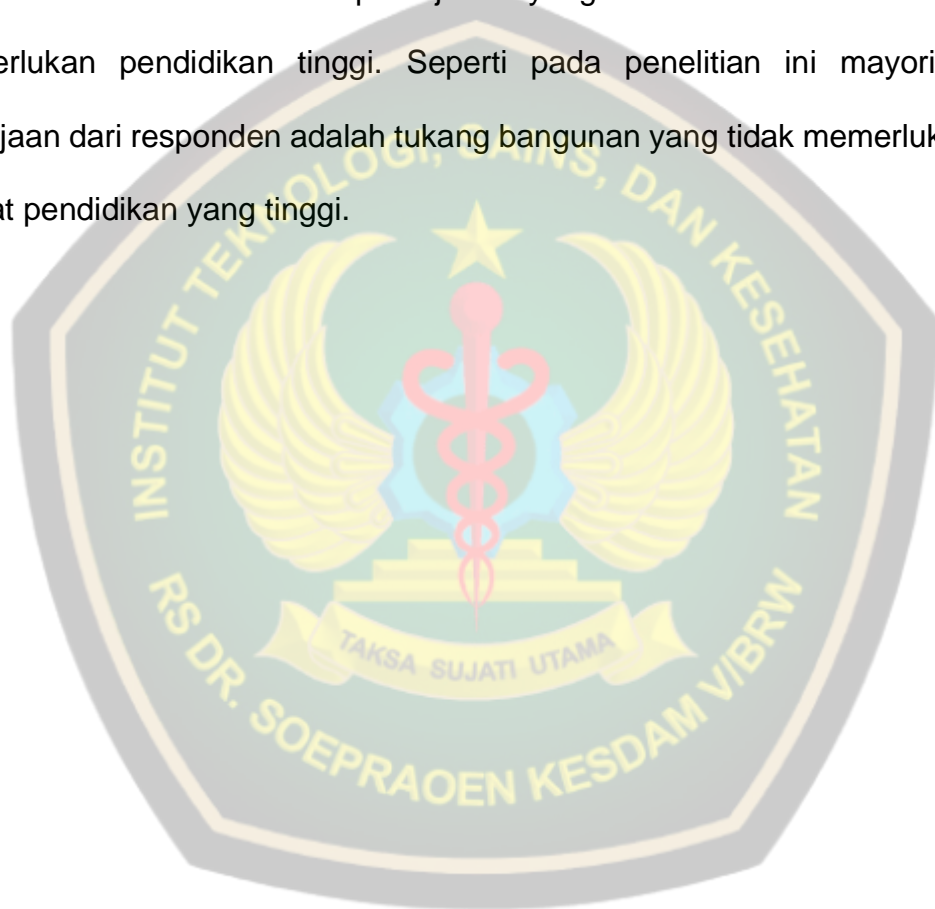 yang
erlukan pendidikan tinggi. Seperti pada penelitian ini mayori
jaan dari responden adalah tukang bangunan yang tidak memerluk
at pendidikan yang tinggi.
INSTITUT TEKNOLOGI, SAINS, DAN KESEHATAN
TAKSA SUJATI UTAMA
RS DR. SOEPRAOEN KESDAM V/BRW